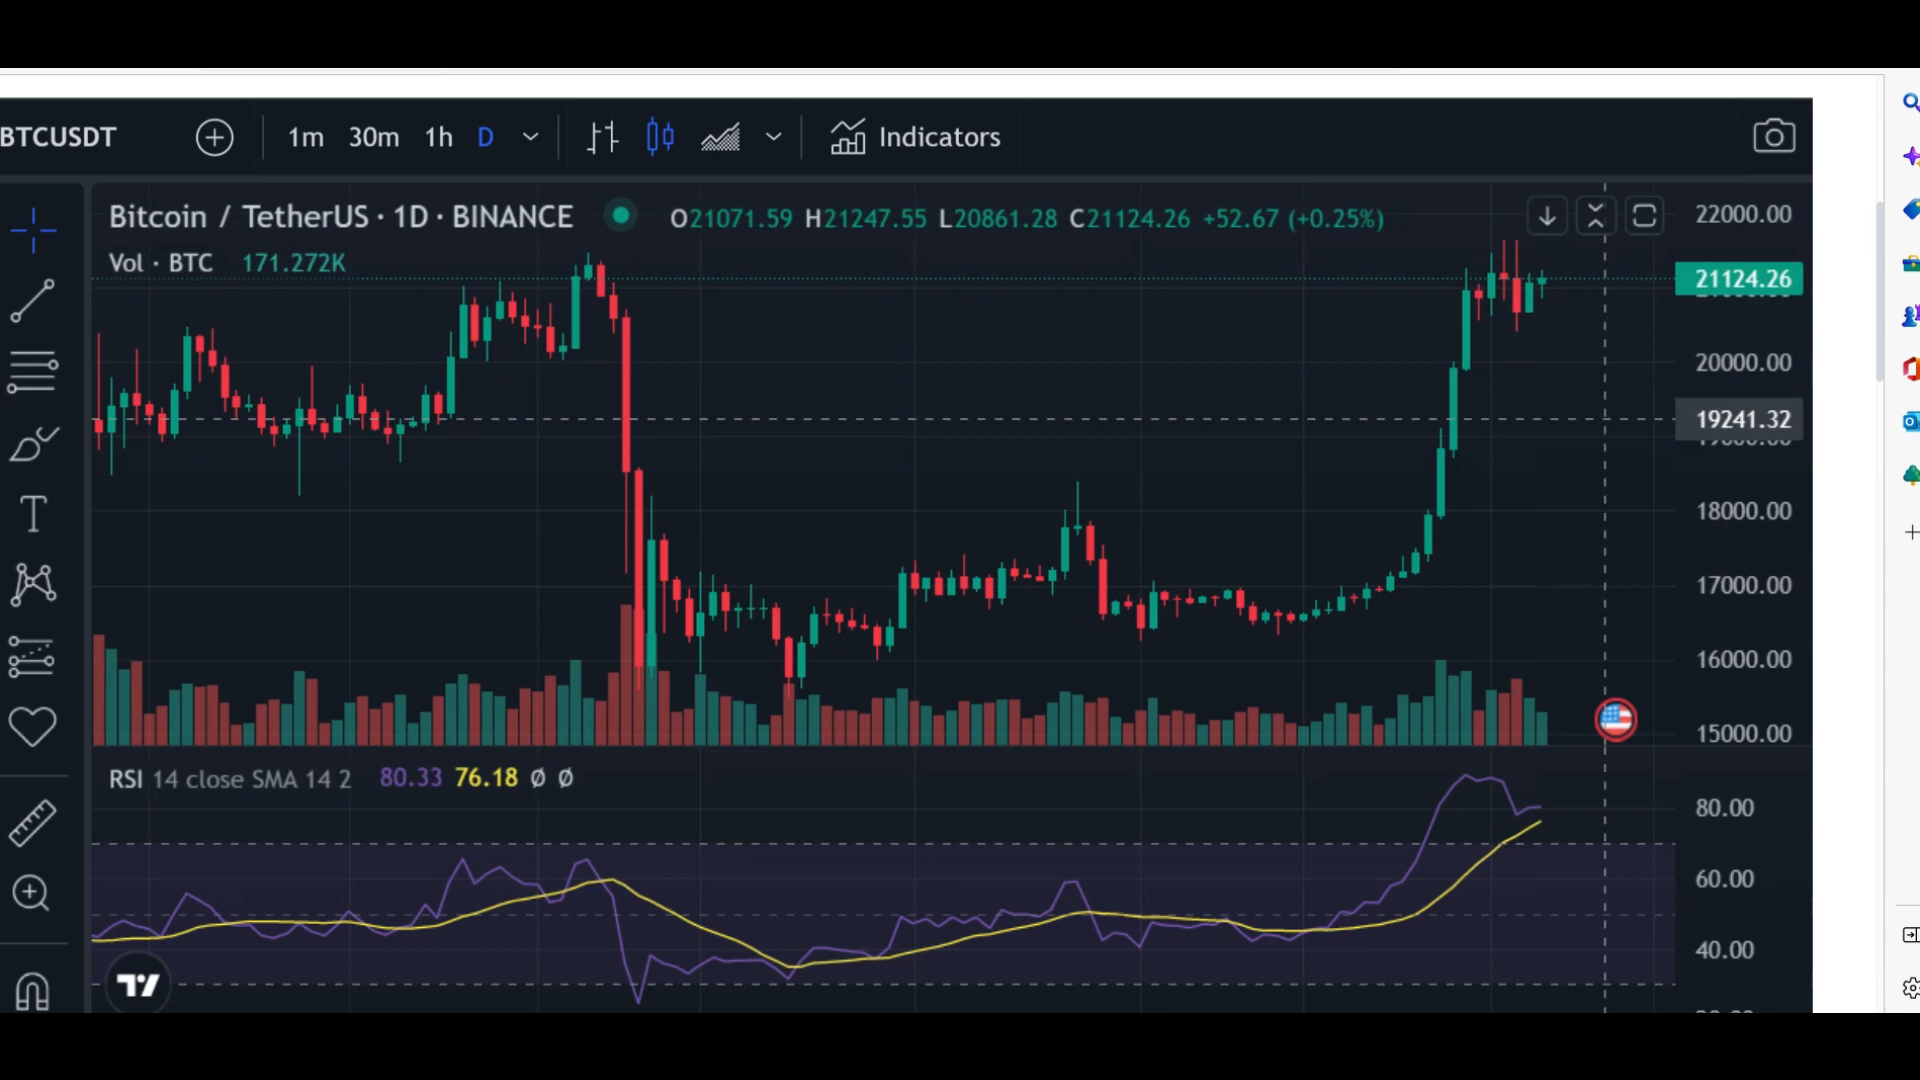 BTCUSDT 1m 30m 1h D Indicators
Bitcoin / TetherUS · 1D · BINANCE O21071.59 H21247.55 L20861.28 C21124.26 +52.67 (+0.25%)
Vol · BTC 171.272K
22000.00
21124.26
20000.00
19241.32
18000.00
17000.00
16000.00
15000.00
RSI 14 close SMA 14 2 80.33 76.18 Ø Ø
80.00
60.00
40.00